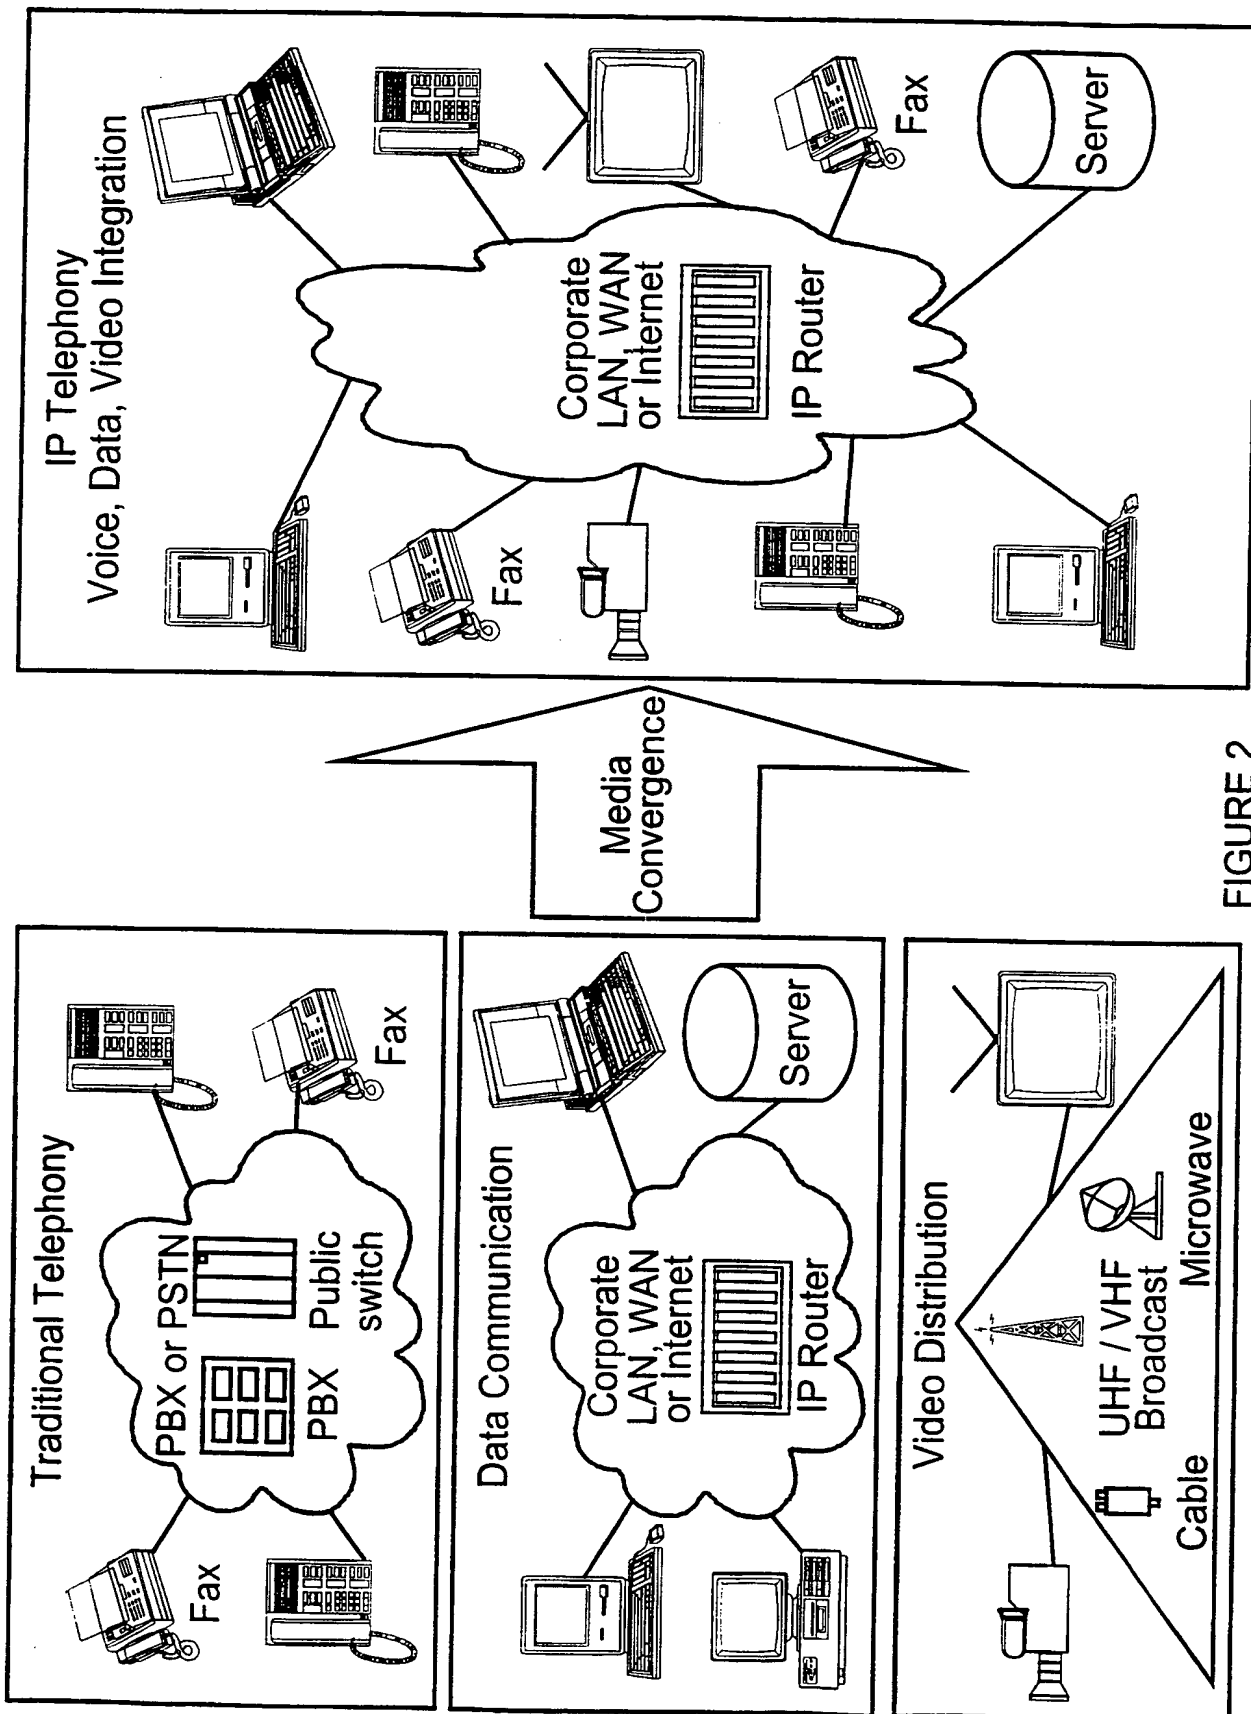 Traditional Telephony
PBX or PSTN
PBX
Public
switch
Fax
Fax
Data Communication
Corporate
LAN, WAN
or Internet
IP Router
Server
Video Distribution
UHF / VHF
Broadcast
Cable
Microwave
Media
Convergence
IP Telephony
Voice, Data, Video Integration
Fax
Corporate
LAN, WAN
or Internet
IP Router
Fax
Server
FIGURE 2